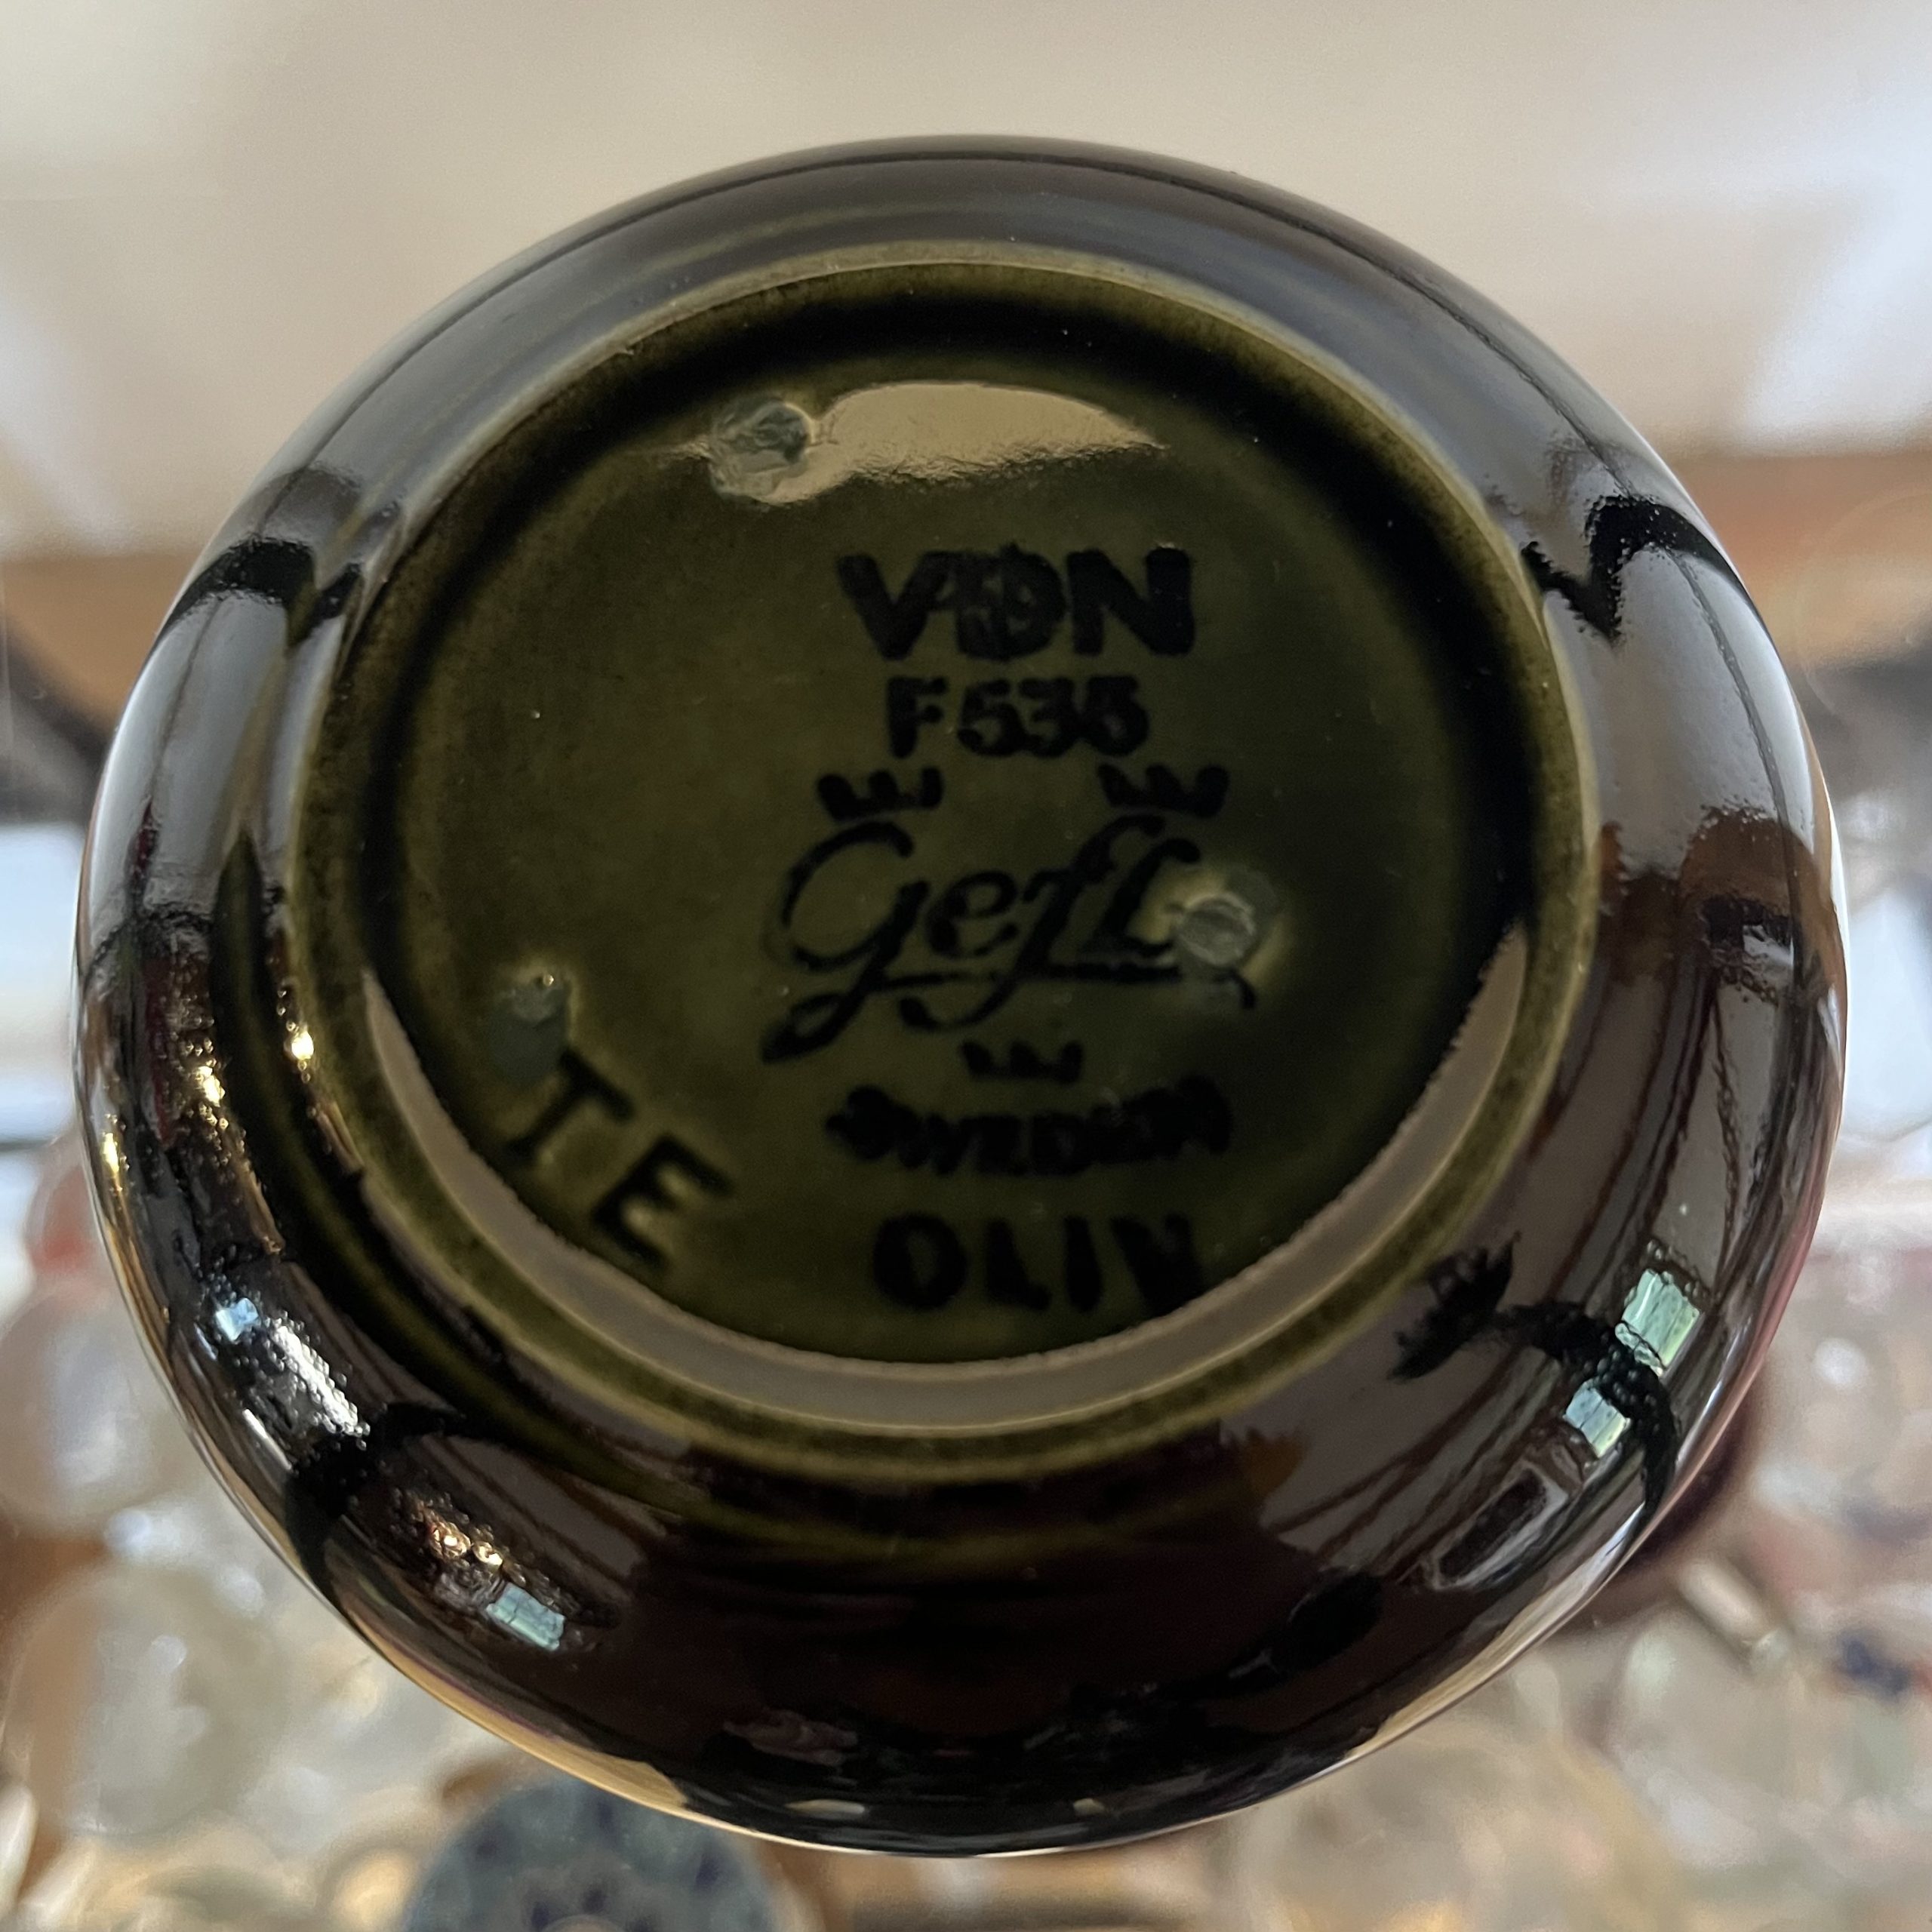 VDN
F535
Gefle
SWEDEN
TE
OLIV